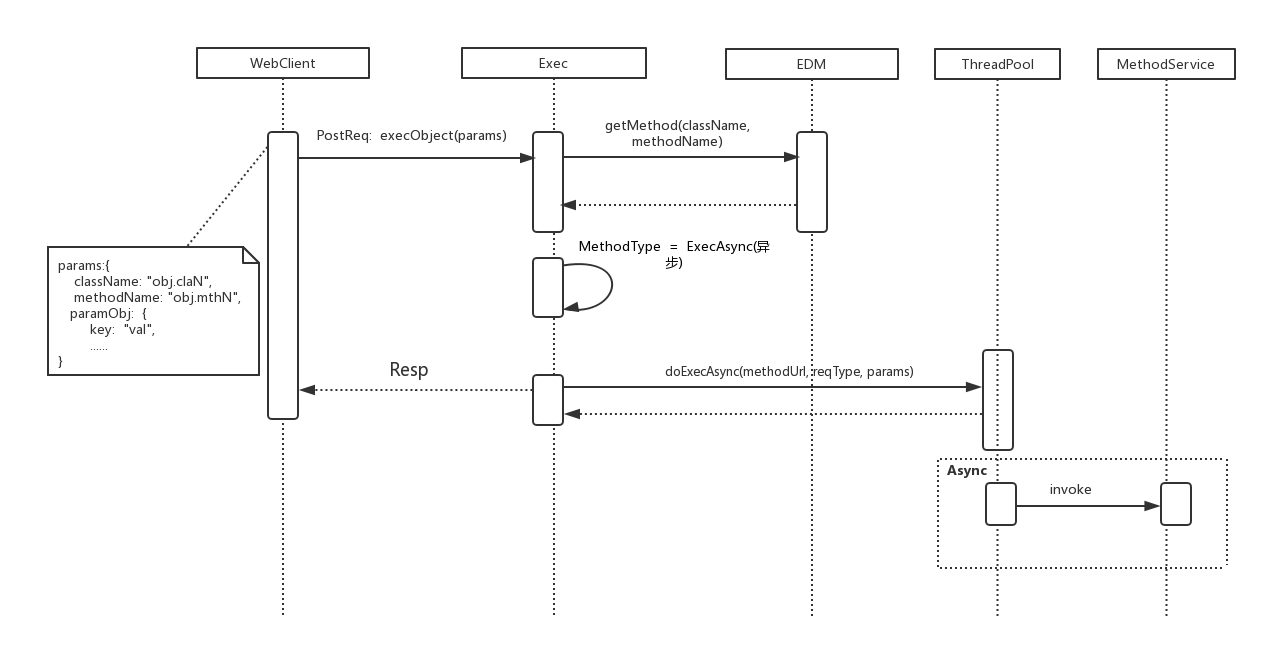 WebClient
Exec
EDM
ThreadPool
MethodService
PostReq: execObject(params)
getMethod(className,
methodName)
MethodType = ExecAsync(异
步)
params:{
className: "obj.claN",
methodName: "obj.mthN",
paramObj: {
key: "val",
......
}
Resp
doExecAsync(methodUrl, reqType, params)
Async
invoke